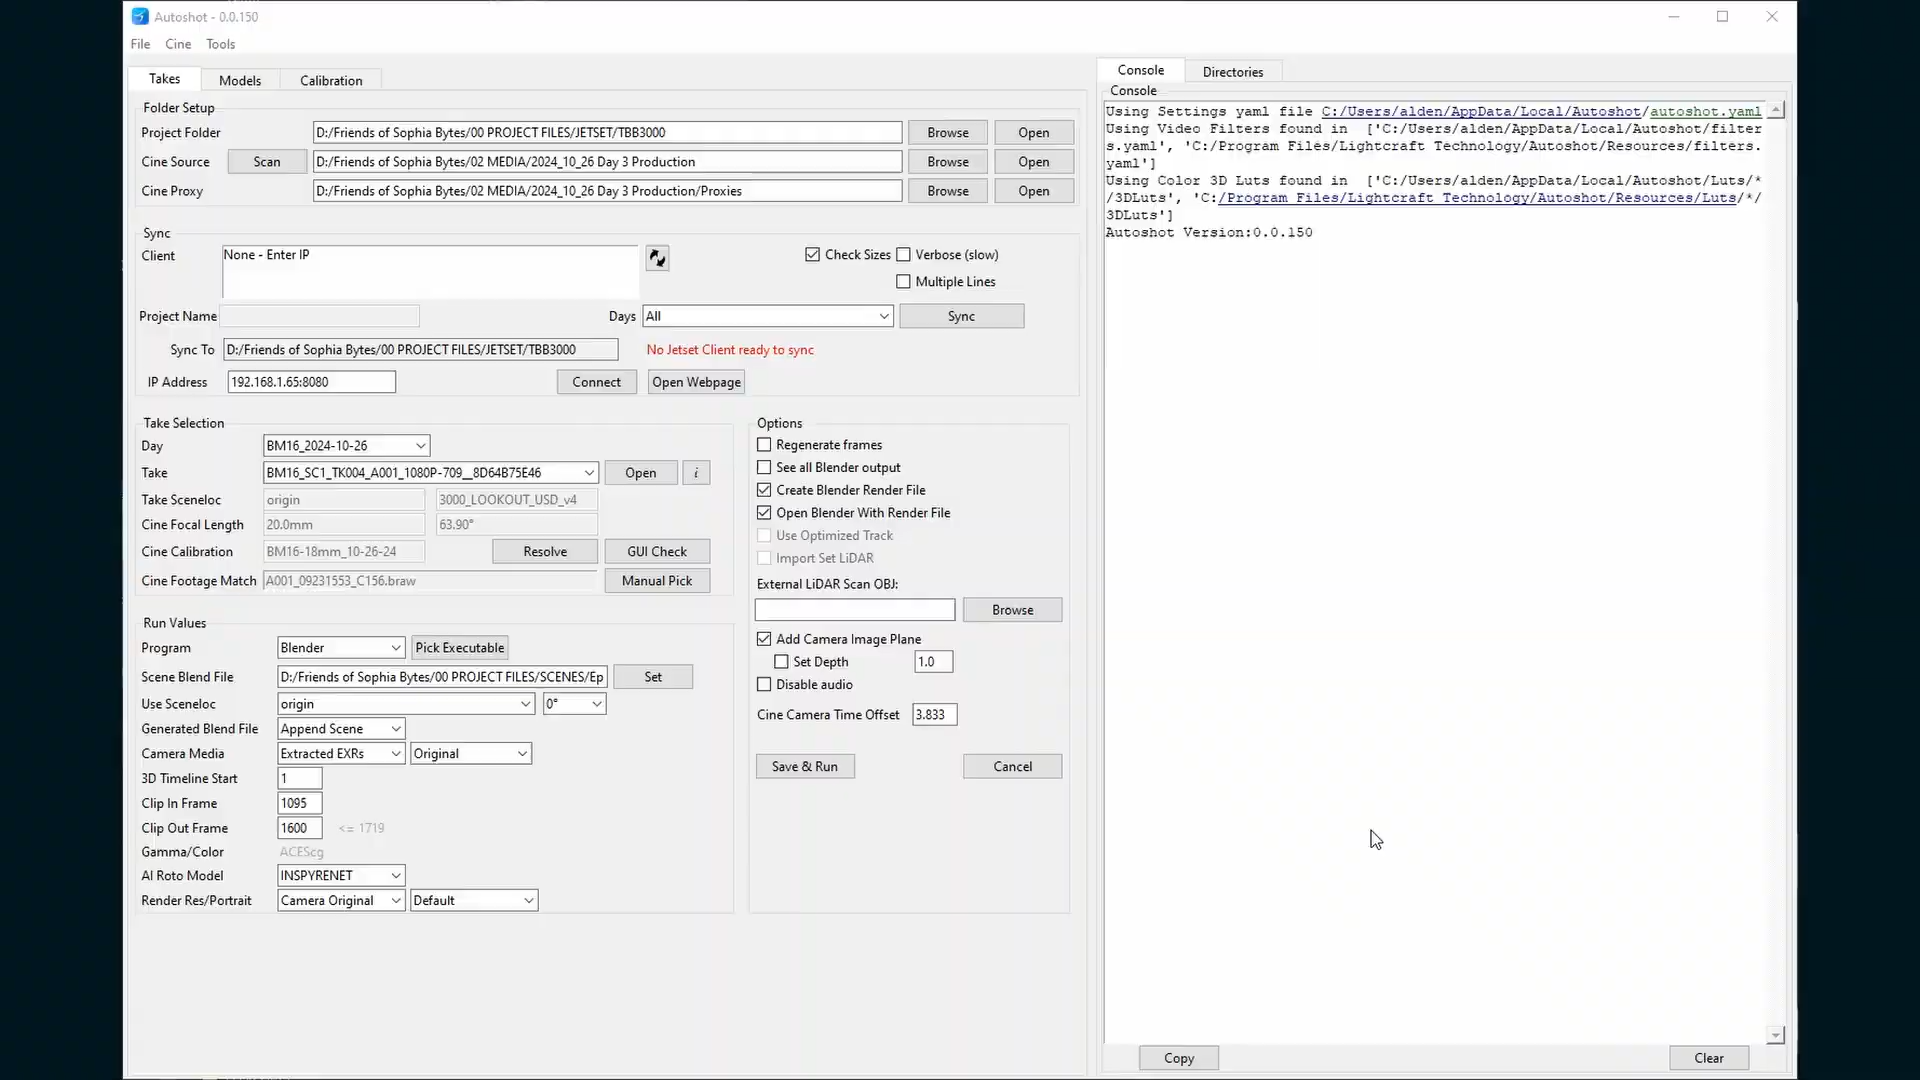 Autoshot - 0.0.150
File Cine Tools
Takes Models Calibration
Folder Setup
Project Folder D:/Friends of Sophia Bytes/00 PROJECT FILES/JETSET/TBB3000 Browse Open
Cine Source Scan D:/Friends of Sophia Bytes/02 MEDIA/2024_10_26 Day 3 Production Browse Open
Cine Proxy D:/Friends of Sophia Bytes/02 MEDIA/2024_10_26 Day 3 Production/Proxies Browse Open
Sync
Client None - Enter IP Check Sizes Verbose (slow)
Multiple Lines
Project Name Days All Sync
Sync To D:/Friends of Sophia Bytes/00 PROJECT FILES/JETSET/TBB3000 No Jetset Client ready to sync
IP Address 192.168.1.65:8080 Connect Open Webpage
Take Selection
Day BM16_2024-10-26
Take BM16_SC1_TK004_A001_1080P-709__8D64B75E46 Open i
Take Sceneloc origin 3000_LOOKOUT_USD_v4
Cine Focal Length 20.0mm 63.90°
Cine Calibration BM16-18mm_10-26-24 Resolve GUI Check
Cine Footage Match A001_09231553_C156.braw Manual Pick
Run Values
Program Blender Pick Executable
Scene Blend File D:/Friends of Sophia Bytes/00 PROJECT FILES/SCENES/Ep Set
Use Sceneloc origin 0°
Generated Blend File Append Scene
Camera Media Extracted EXRs Original
3D Timeline Start 1
Clip In Frame 1095
Clip Out Frame 1600 <= 1719
Gamma/Color ACEScg
AI Roto Model INSPYRENET
Render Res/Portrait Camera Original Default
Options
Regenerate frames
See all Blender output
Create Blender Render File
Open Blender With Render File
Use Optimized Track
Import Set LiDAR
External LiDAR Scan OBJ:
Browse
Add Camera Image Plane
Set Depth 1.0
Disable audio
Cine Camera Time Offset 3.833
Save & Run Cancel
Console Directories
Console
Using Settings yaml file C:/Users/alden/AppData/Local/Autoshot/autoshot.yaml
Using Video Filters found in ['C:/Users/alden/AppData/Local/Autoshot/filter
s.yaml', 'C:/Program Files/Lightcraft Technology/Autoshot/Resources/filters.
yaml']
Using Color 3D Luts found in ['C:/Users/alden/AppData/Local/Autoshot/Luts/*
/3DLuts', 'C:/Program Files/Lightcraft Technology/Autoshot/Resources/Luts/*/
3DLuts']
Autoshot Version:0.0.150
Copy Clear